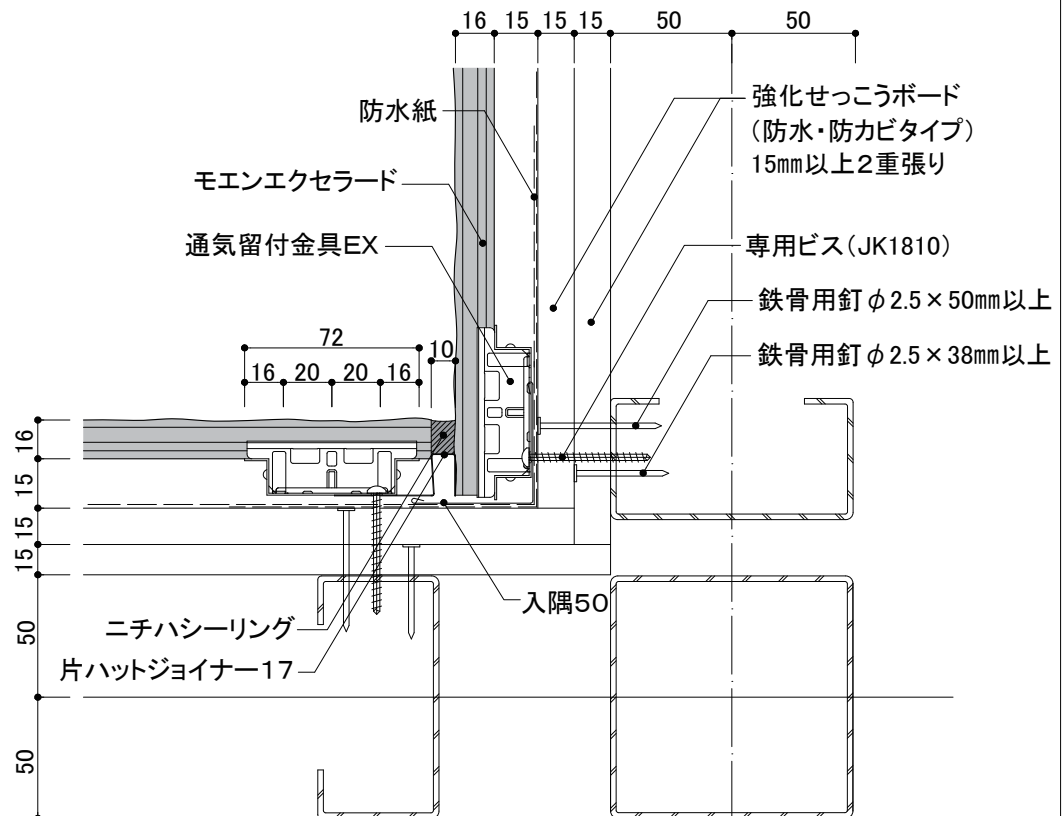 16 15 15 15 50 50
防水紙
強化せっこうボード
(防水・防カビタイプ)
15mm以上2重張り
モエンエクセラード
通気留付金具EX
専用ビス(JK1810)
鉄骨用釘φ2.5×50mm以上
鉄骨用釘φ2.5×38mm以上
72
10
16 20 20 16
16
15
15
15
50
50
入隅50
ニチハシーリング
片ハットジョイナー17